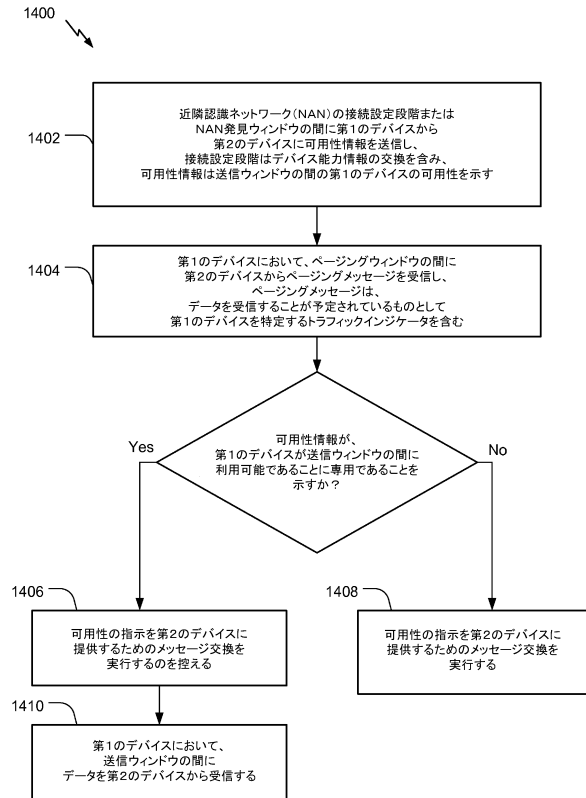 1400
1402
近隣認識ネットワーク(NAN)の接続設定段階または
NAN発見ウィンドウの間に第1のデバイスから
第2のデバイスに可用性情報を送信し、
接続設定段階はデバイス能力情報の交換を含み、
可用性情報は送信ウィンドウの間の第1のデバイスの可用性を示す
1404
第1のデバイスにおいて、ページングウィンドウの間に
第2のデバイスからページングメッセージを受信し、
ページングメッセージは、
データを受信することが予定されているものとして
第1のデバイスを特定するトラフィックインジケータを含む
可用性情報が、
第1のデバイスが送信ウィンドウの間に
利用可能であることに専用であることを
示すか?
Yes
No
1406
可用性の指示を第2のデバイスに
提供するためのメッセージ交換を
実行するのを控える
1408
可用性の指示を第2のデバイスに
提供するためのメッセージ交換を
実行する
1410
第1のデバイスにおいて、
送信ウィンドウの間に
データを第2のデバイスから受信する